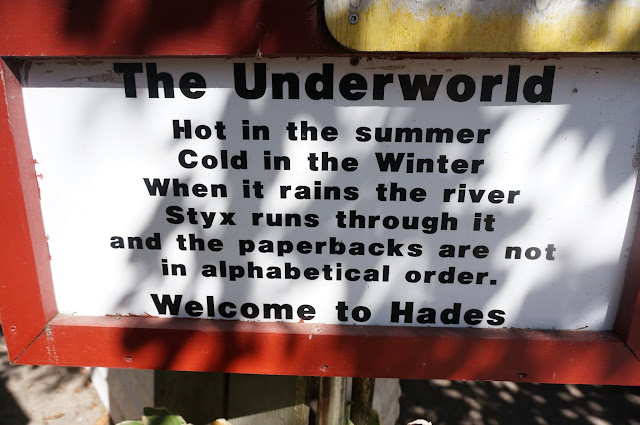 The Underworld
Hot in the summer
Cold in the Winter
When it rains the river
Styx runs through it
and the paperbacks are not
in alphabetical order.
Welcome to Hades